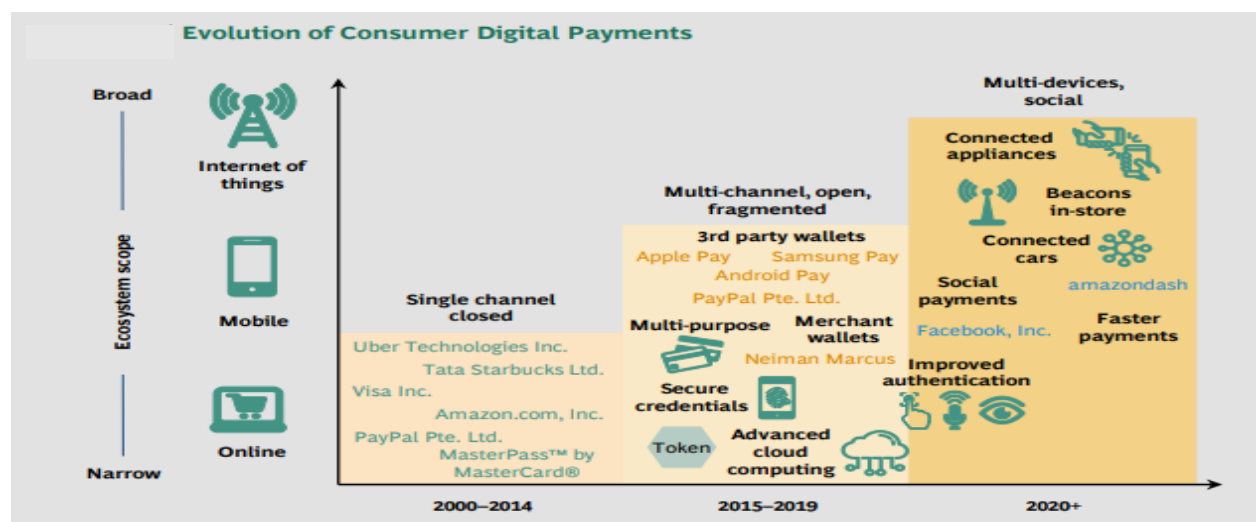 Evolution of Consumer Digital Payments
Broad
Ecosystem scope
Narrow
Internet of
things
Mobile
Online
Single channel
closed
Uber Technologies Inc.
Tata Starbucks Ltd.
Visa Inc.
Amazon.com, Inc.
PayPal Pte. Ltd.
MasterPass™ by
MasterCard®
2000–2014
Multi-channel, open,
fragmented
3rd party wallets
Apple Pay
Samsung Pay
Android Pay
PayPal Pte. Ltd.
Multi-purpose
Merchant
wallets
Neiman Marcus
Secure
credentials
Token
Advanced
cloud
computing
2015–2019
Multi-devices,
social
Connected
appliances
Beacons
in-store
Connected
cars
Social
payments
amazondash
Facebook, Inc.
Faster
payments
Improved
authentication
2020+